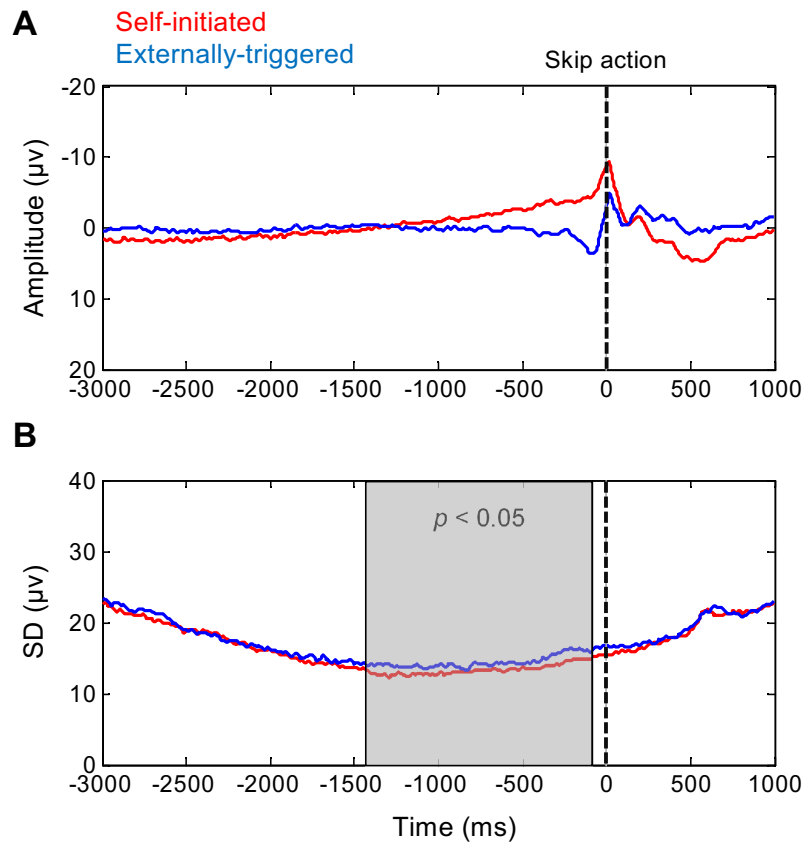 A
Self-initiated
Externally-triggered
Skip action
-20
-10
0
10
20
Amplitude (μv)
-3000 -2500 -2000 -1500 -1000 -500 0 500 1000
B
40
30
20
10
0
SD (μv)
p < 0.05
-3000 -2500 -2000 -1500 -1000 -500 0 500 1000
Time (ms)